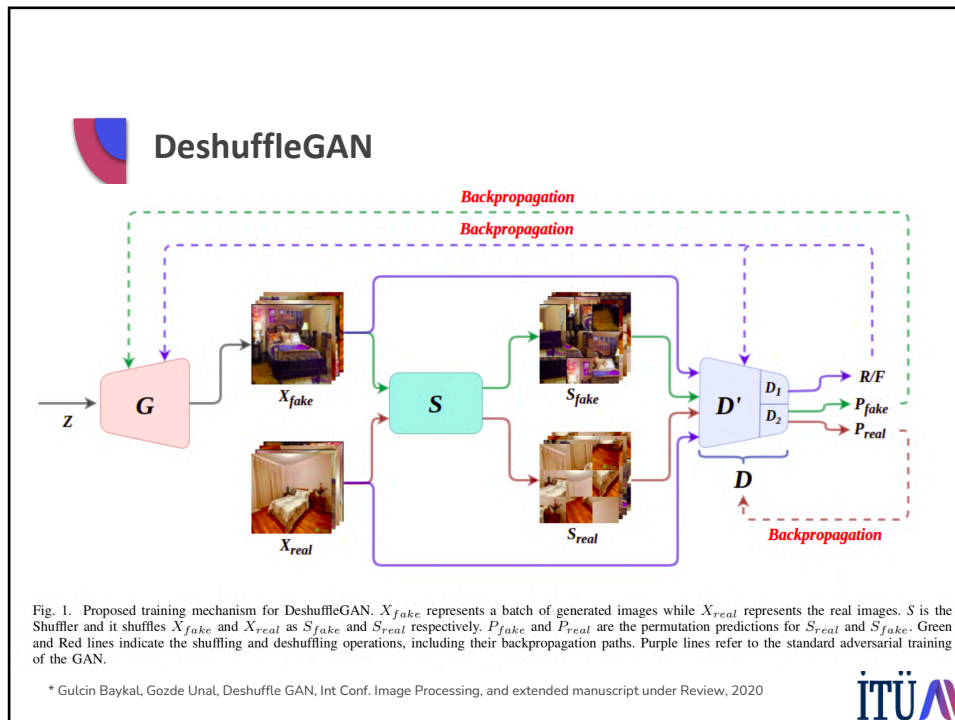 DeshuffleGAN
Backpropagation
Backpropagation
Z
G
X_fake
X_real
S
S_fake
S_real
D'
D_1
D_2
D
R/F
P_fake
P_real
Backpropagation
Fig. 1. Proposed training mechanism for DeshuffleGAN. X_fake represents a batch of generated images while X_real represents the real images. S is the
Shuffler and it shuffles X_fake and X_real as S_fake and S_real respectively. P_fake and P_real are the permutation predictions for S_real and S_fake. Green
and Red lines indicate the shuffling and deshuffling operations, including their backpropagation paths. Purple lines refer to the standard adversarial training
of the GAN.
* Gulcin Baykal, Gozde Unal, Deshuffle GAN, Int Conf. Image Processing, and extended manuscript under Review, 2020
İTÜ